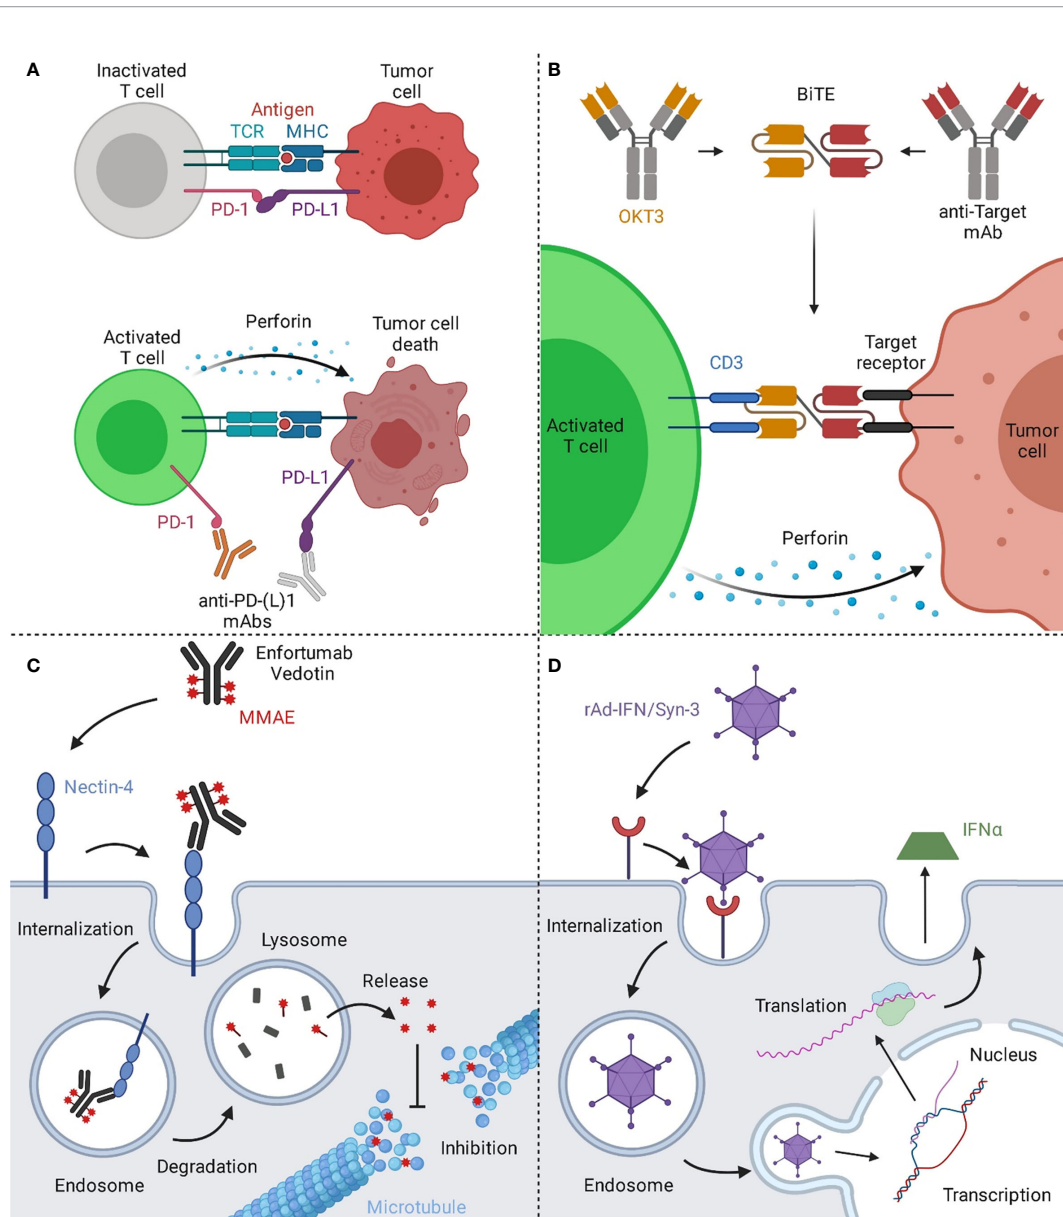 A
Inactivated
T cell
Tumor
cell
Antigen
TCR
MHC
PD-1
PD-L1
Activated
T cell
Perforin
Tumor cell
death
PD-L1
PD-1
anti-PD-(L)1
mAbs
B
BiTE
OKT3
anti-Target
mAb
CD3
Target
receptor
Activated
T cell
Tumor
cell
Perforin
C
Enfortumab
Vedotin
MMAE
Nectin-4
Internalization
Lysosome
Release
Endosome
Degradation
Inhibition
Microtubule
D
rAd-IFN/Syn-3
IFNα
Internalization
Translation
Nucleus
Endosome
Transcription